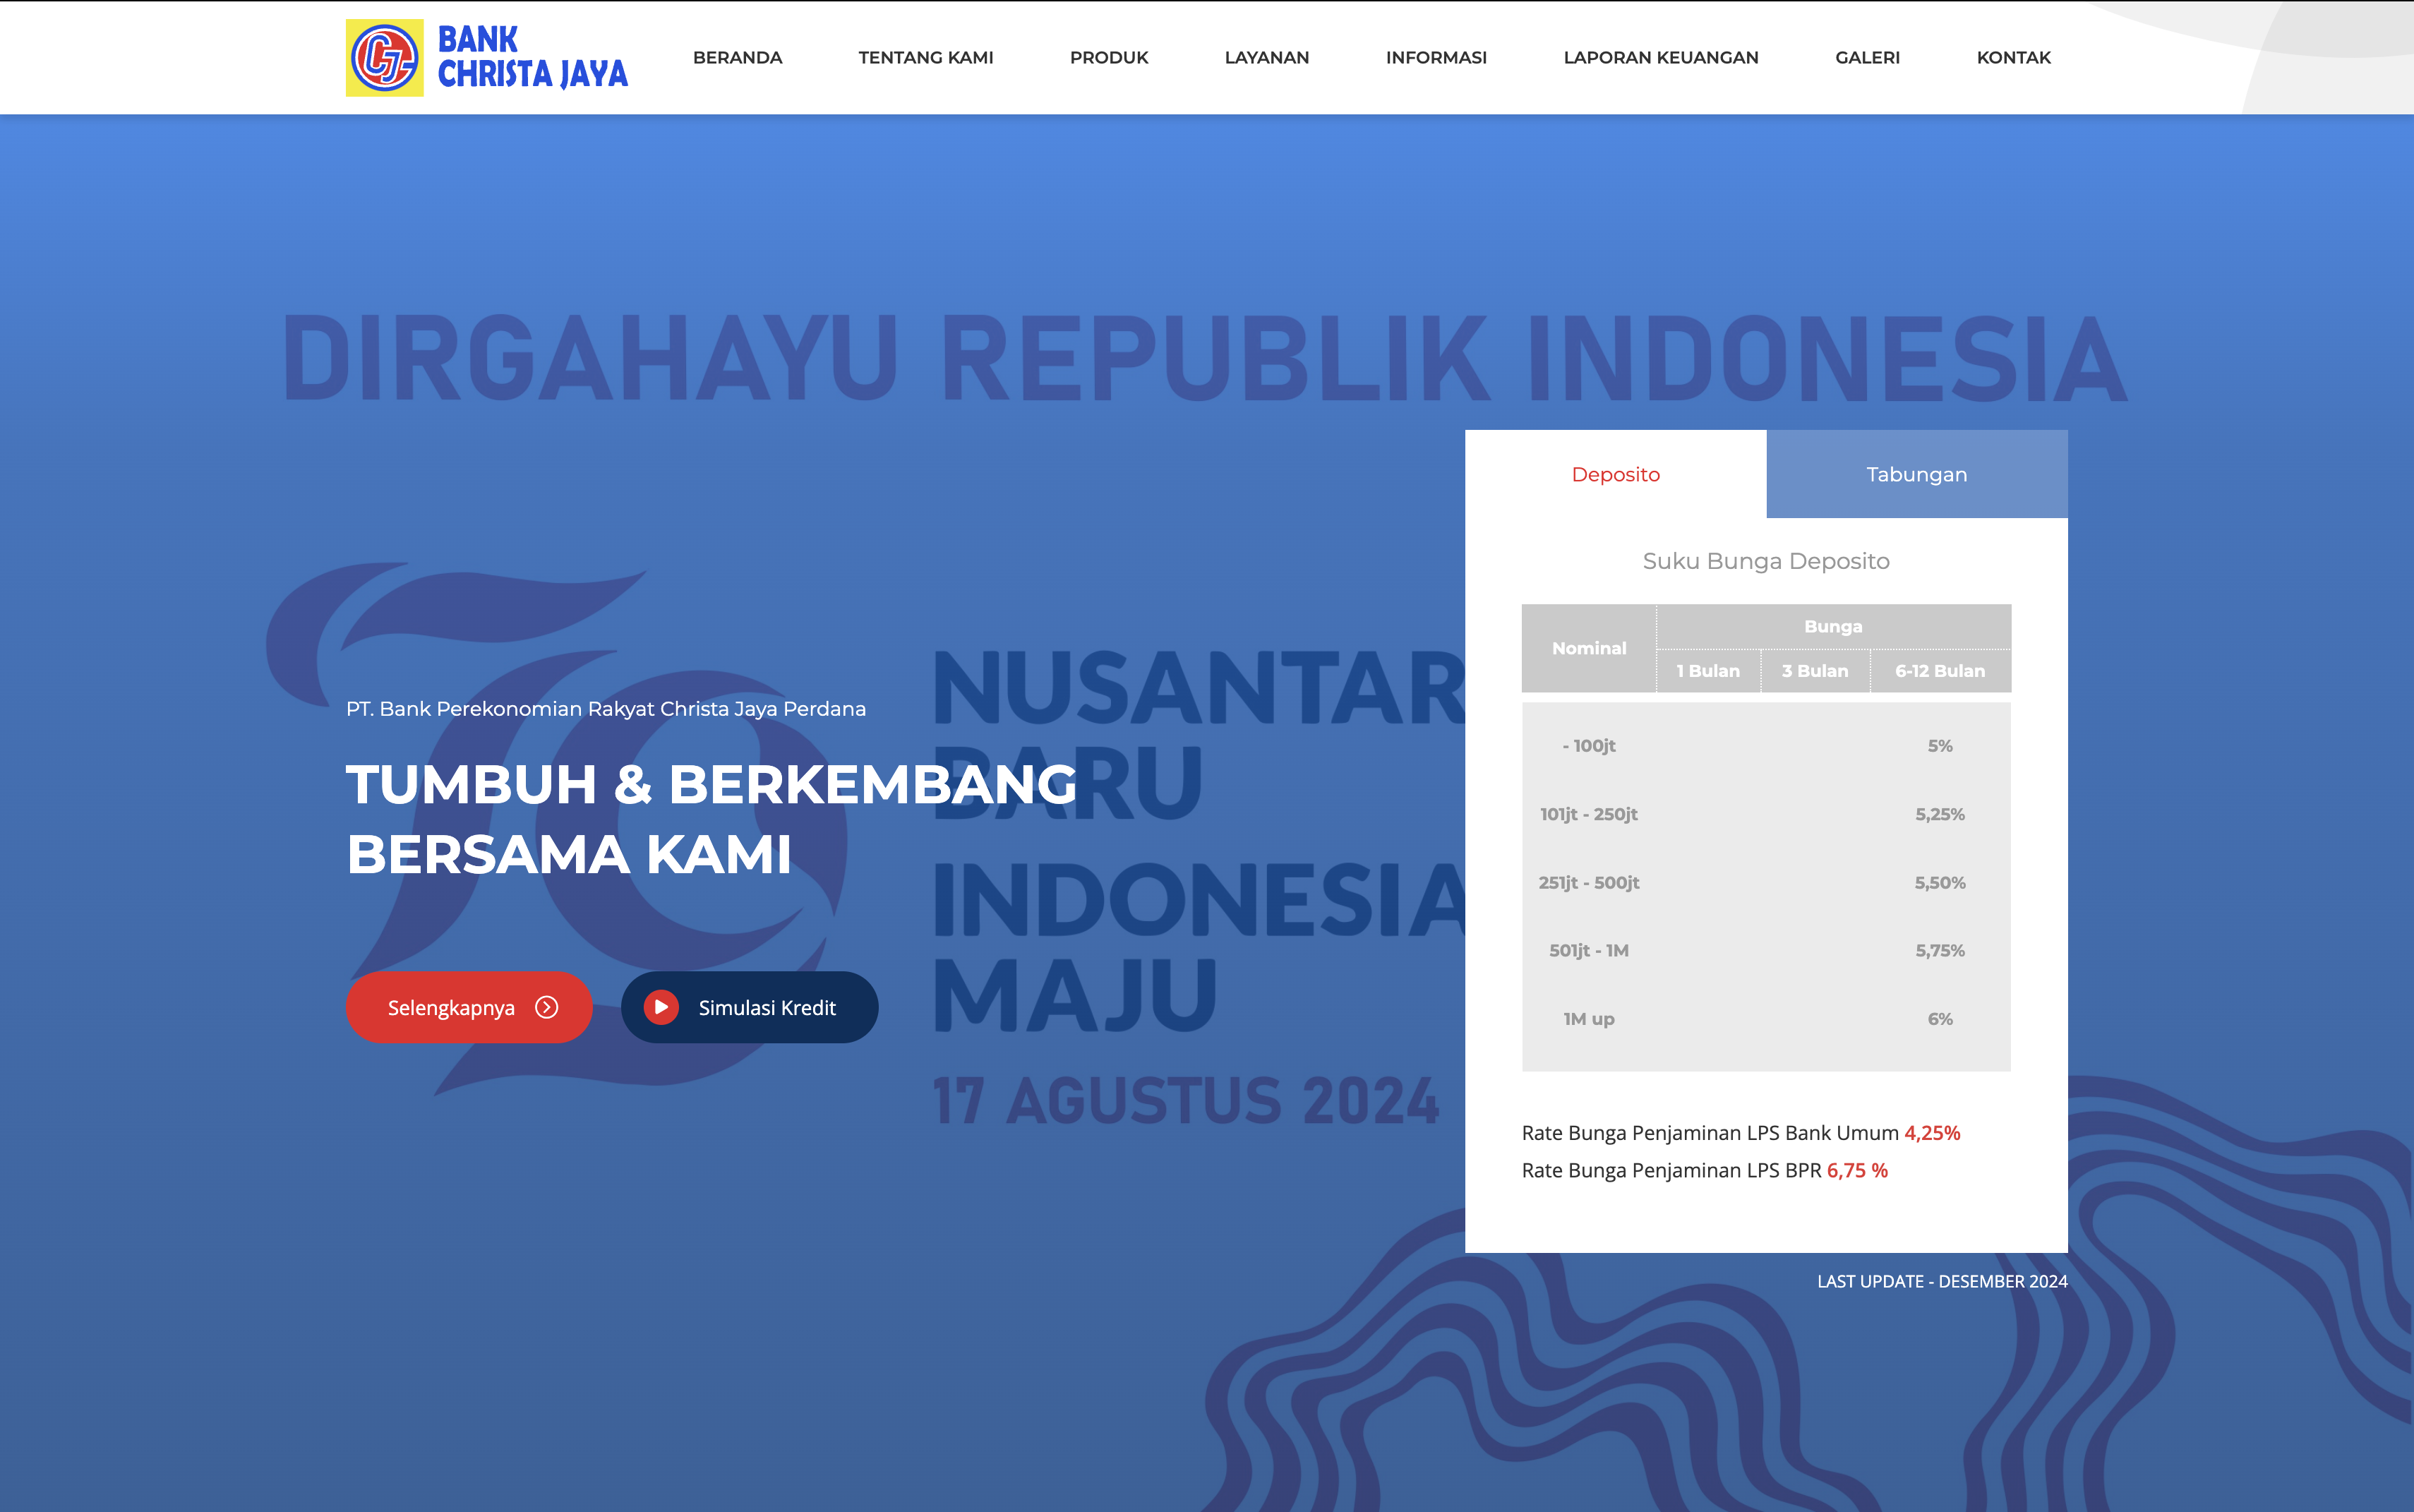 BANK
CHRISTA JAYA
BERANDA TENTANG KAMI PRODUK LAYANAN INFORMASI LAPORAN KEUANGAN GALERI KONTAK
DIRGAHAYU REPUBLIK INDONESIA
NUSANTAR
BARU
INDONESIA
MAJU
17 AGUSTUS 2024
PT. Bank Perekonomian Rakyat Christa Jaya Perdana
TUMBUH & BERKEMBANG
BERSAMA KAMI
Selengkapnya
Simulasi Kredit
Deposito Tabungan
Suku Bunga Deposito
Nominal Bunga
1 Bulan 3 Bulan 6-12 Bulan
- 100jt 5%
101jt - 250jt 5,25%
251jt - 500jt 5,50%
501jt - 1M 5,75%
1M up 6%
Rate Bunga Penjaminan LPS Bank Umum 4,25%
Rate Bunga Penjaminan LPS BPR 6,75 %
LAST UPDATE - DESEMBER 2024